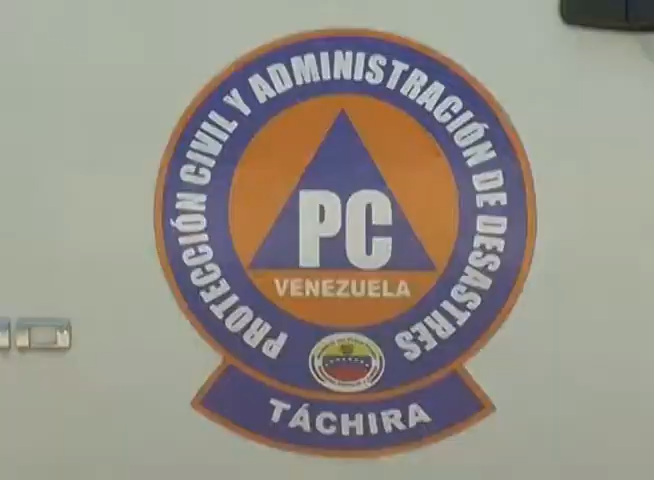 PROTECCIÓN CIVIL Y ADMINISTRACIÓN DE DESASTRES
PC
VENEZUELA
TÁCHIRA